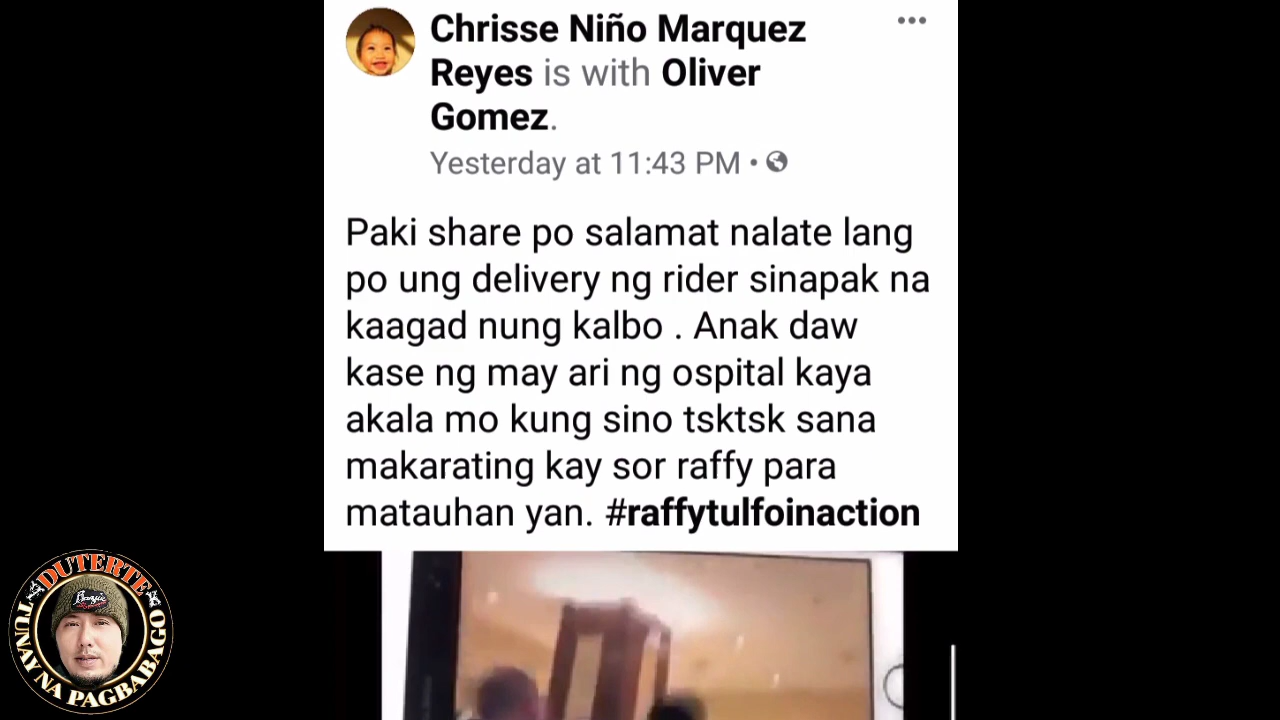 Chrisse Niño Marquez
Reyes is with Oliver
Gomez.
Yesterday at 11:43 PM •
Paki share po salamat nalate lang
po ung delivery ng rider sinapak na
kaagad nung kalbo . Anak daw
kase ng may ari ng ospital kaya
akala mo kung sino tsktsk sana
makarating kay sor raffy para
matauhan yan. #raffytulfoinaction
DUTERTE
TUNAY NA PAGBABAGO